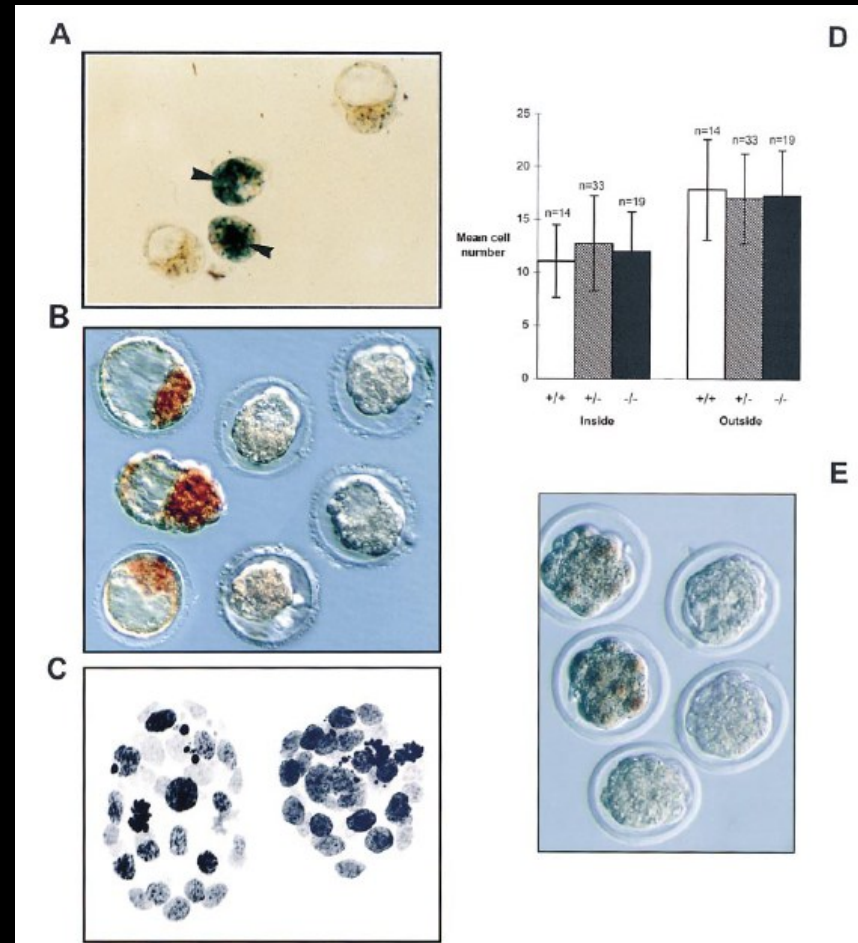 A
B
C
D
25
20
15
10
5
0
Mean cell
number
n=14
n=33
n=19
n=14
n=33
n=19
+/+ +/- -/- +/+ +/- -/-
Inside Outside
E